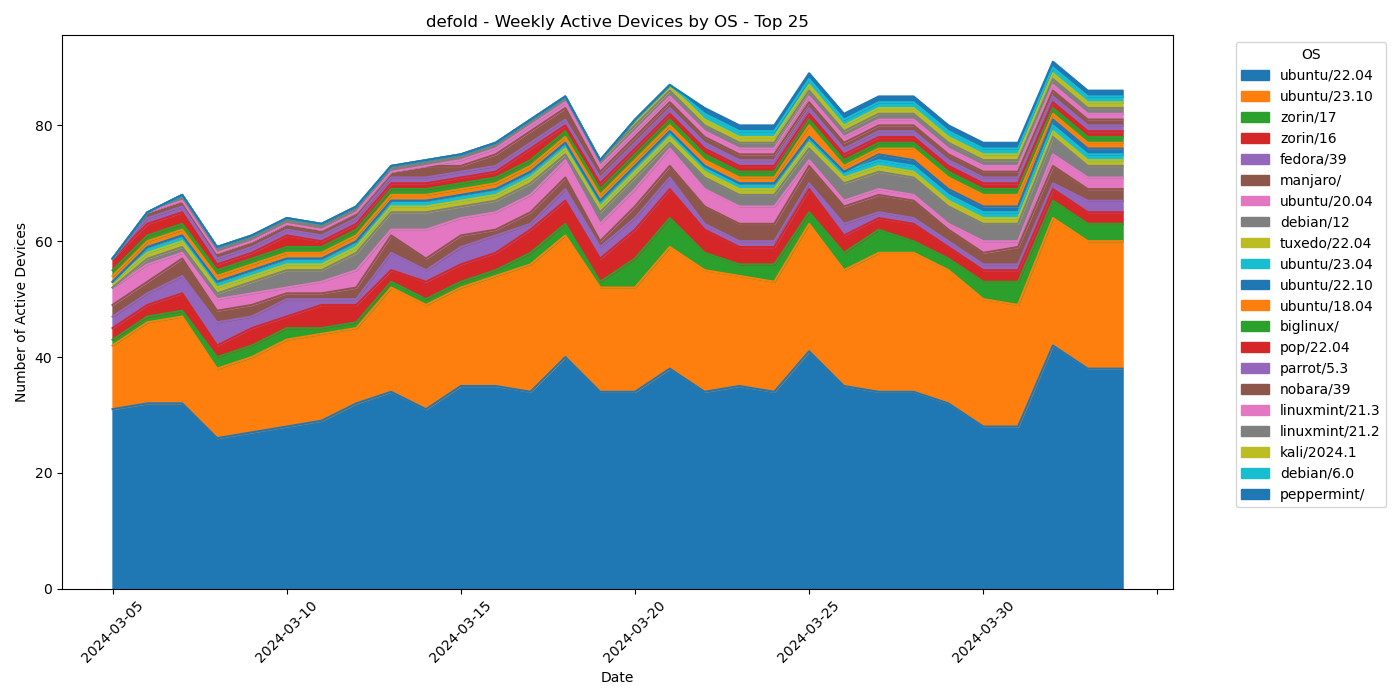 defold - Weekly Active Devices by OS - Top 25
Number of Active Devices
80
60
40
20
0
2024-03-05
2024-03-10
2024-03-15
2024-03-20
2024-03-25
2024-03-30
Date
OS
ubuntu/22.04
ubuntu/23.10
zorin/17
zorin/16
fedora/39
manjaro/
ubuntu/20.04
debian/12
tuxedo/22.04
ubuntu/23.04
ubuntu/22.10
ubuntu/18.04
biglinux/
pop/22.04
parrot/5.3
nobara/39
linuxmint/21.3
linuxmint/21.2
kali/2024.1
debian/6.0
peppermint/